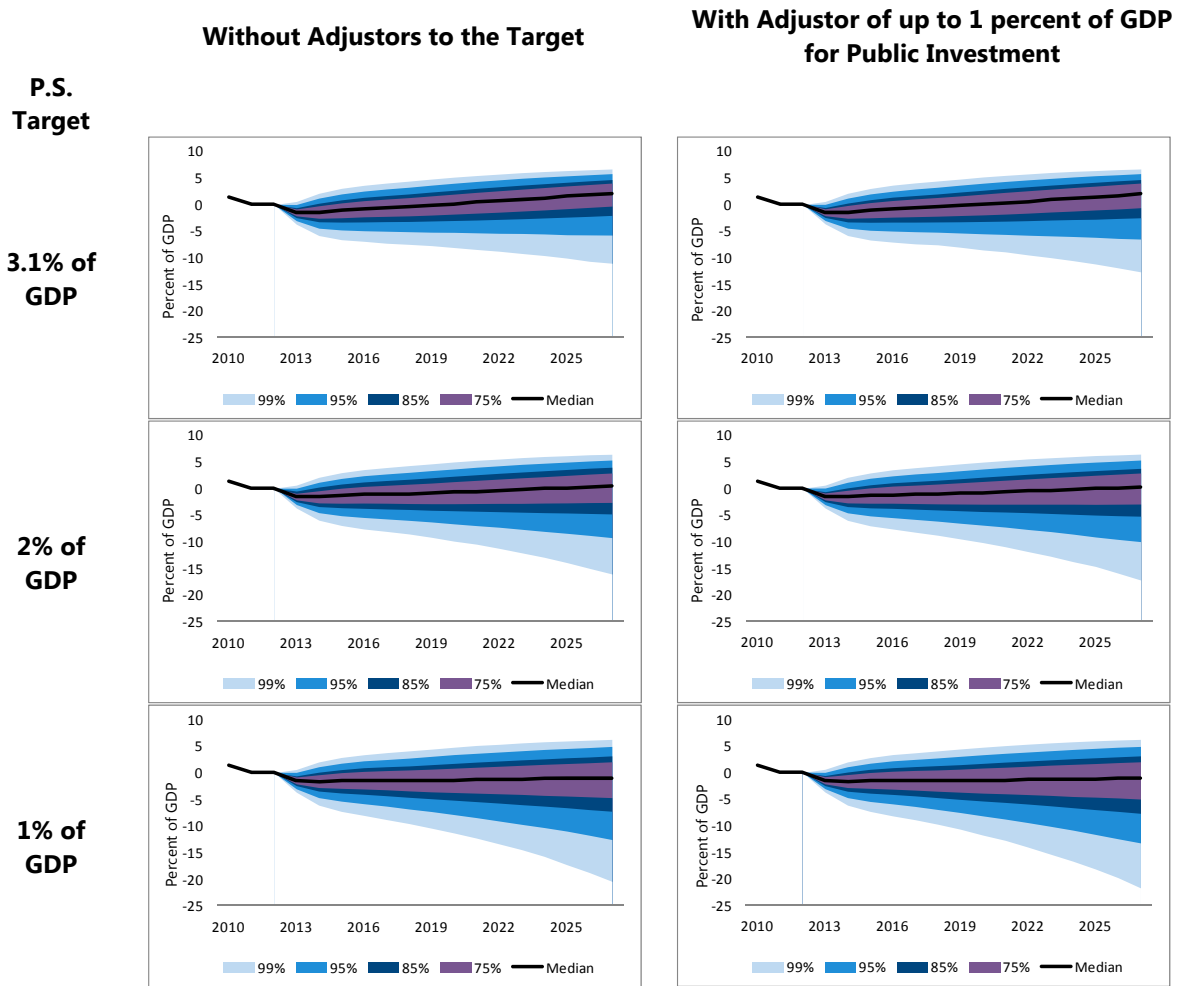 Without Adjustors to the Target
With Adjustor of up to 1 percent of GDP
for Public Investment
P.S.
Target
3.1% of
GDP
10
5
0
-5
-10
-15
-20
-25
Percent of GDP
2010 2013 2016 2019 2022 2025
99% 95% 85% 75% Median
10
5
0
-5
-10
-15
-20
-25
Percent of GDP
2010 2013 2016 2019 2022 2025
99% 95% 85% 75% Median
2% of
GDP
10
5
0
-5
-10
-15
-20
-25
Percent of GDP
2010 2013 2016 2019 2022 2025
99% 95% 85% 75% Median
10
5
0
-5
-10
-15
-20
-25
Percent of GDP
2010 2013 2016 2019 2022 2025
99% 95% 85% 75% Median
1% of
GDP
10
5
0
-5
-10
-15
-20
-25
Percent of GDP
2010 2013 2016 2019 2022 2025
99% 95% 85% 75% Median
10
5
0
-5
-10
-15
-20
-25
Percent of GDP
2010 2013 2016 2019 2022 2025
99% 95% 85% 75% Median